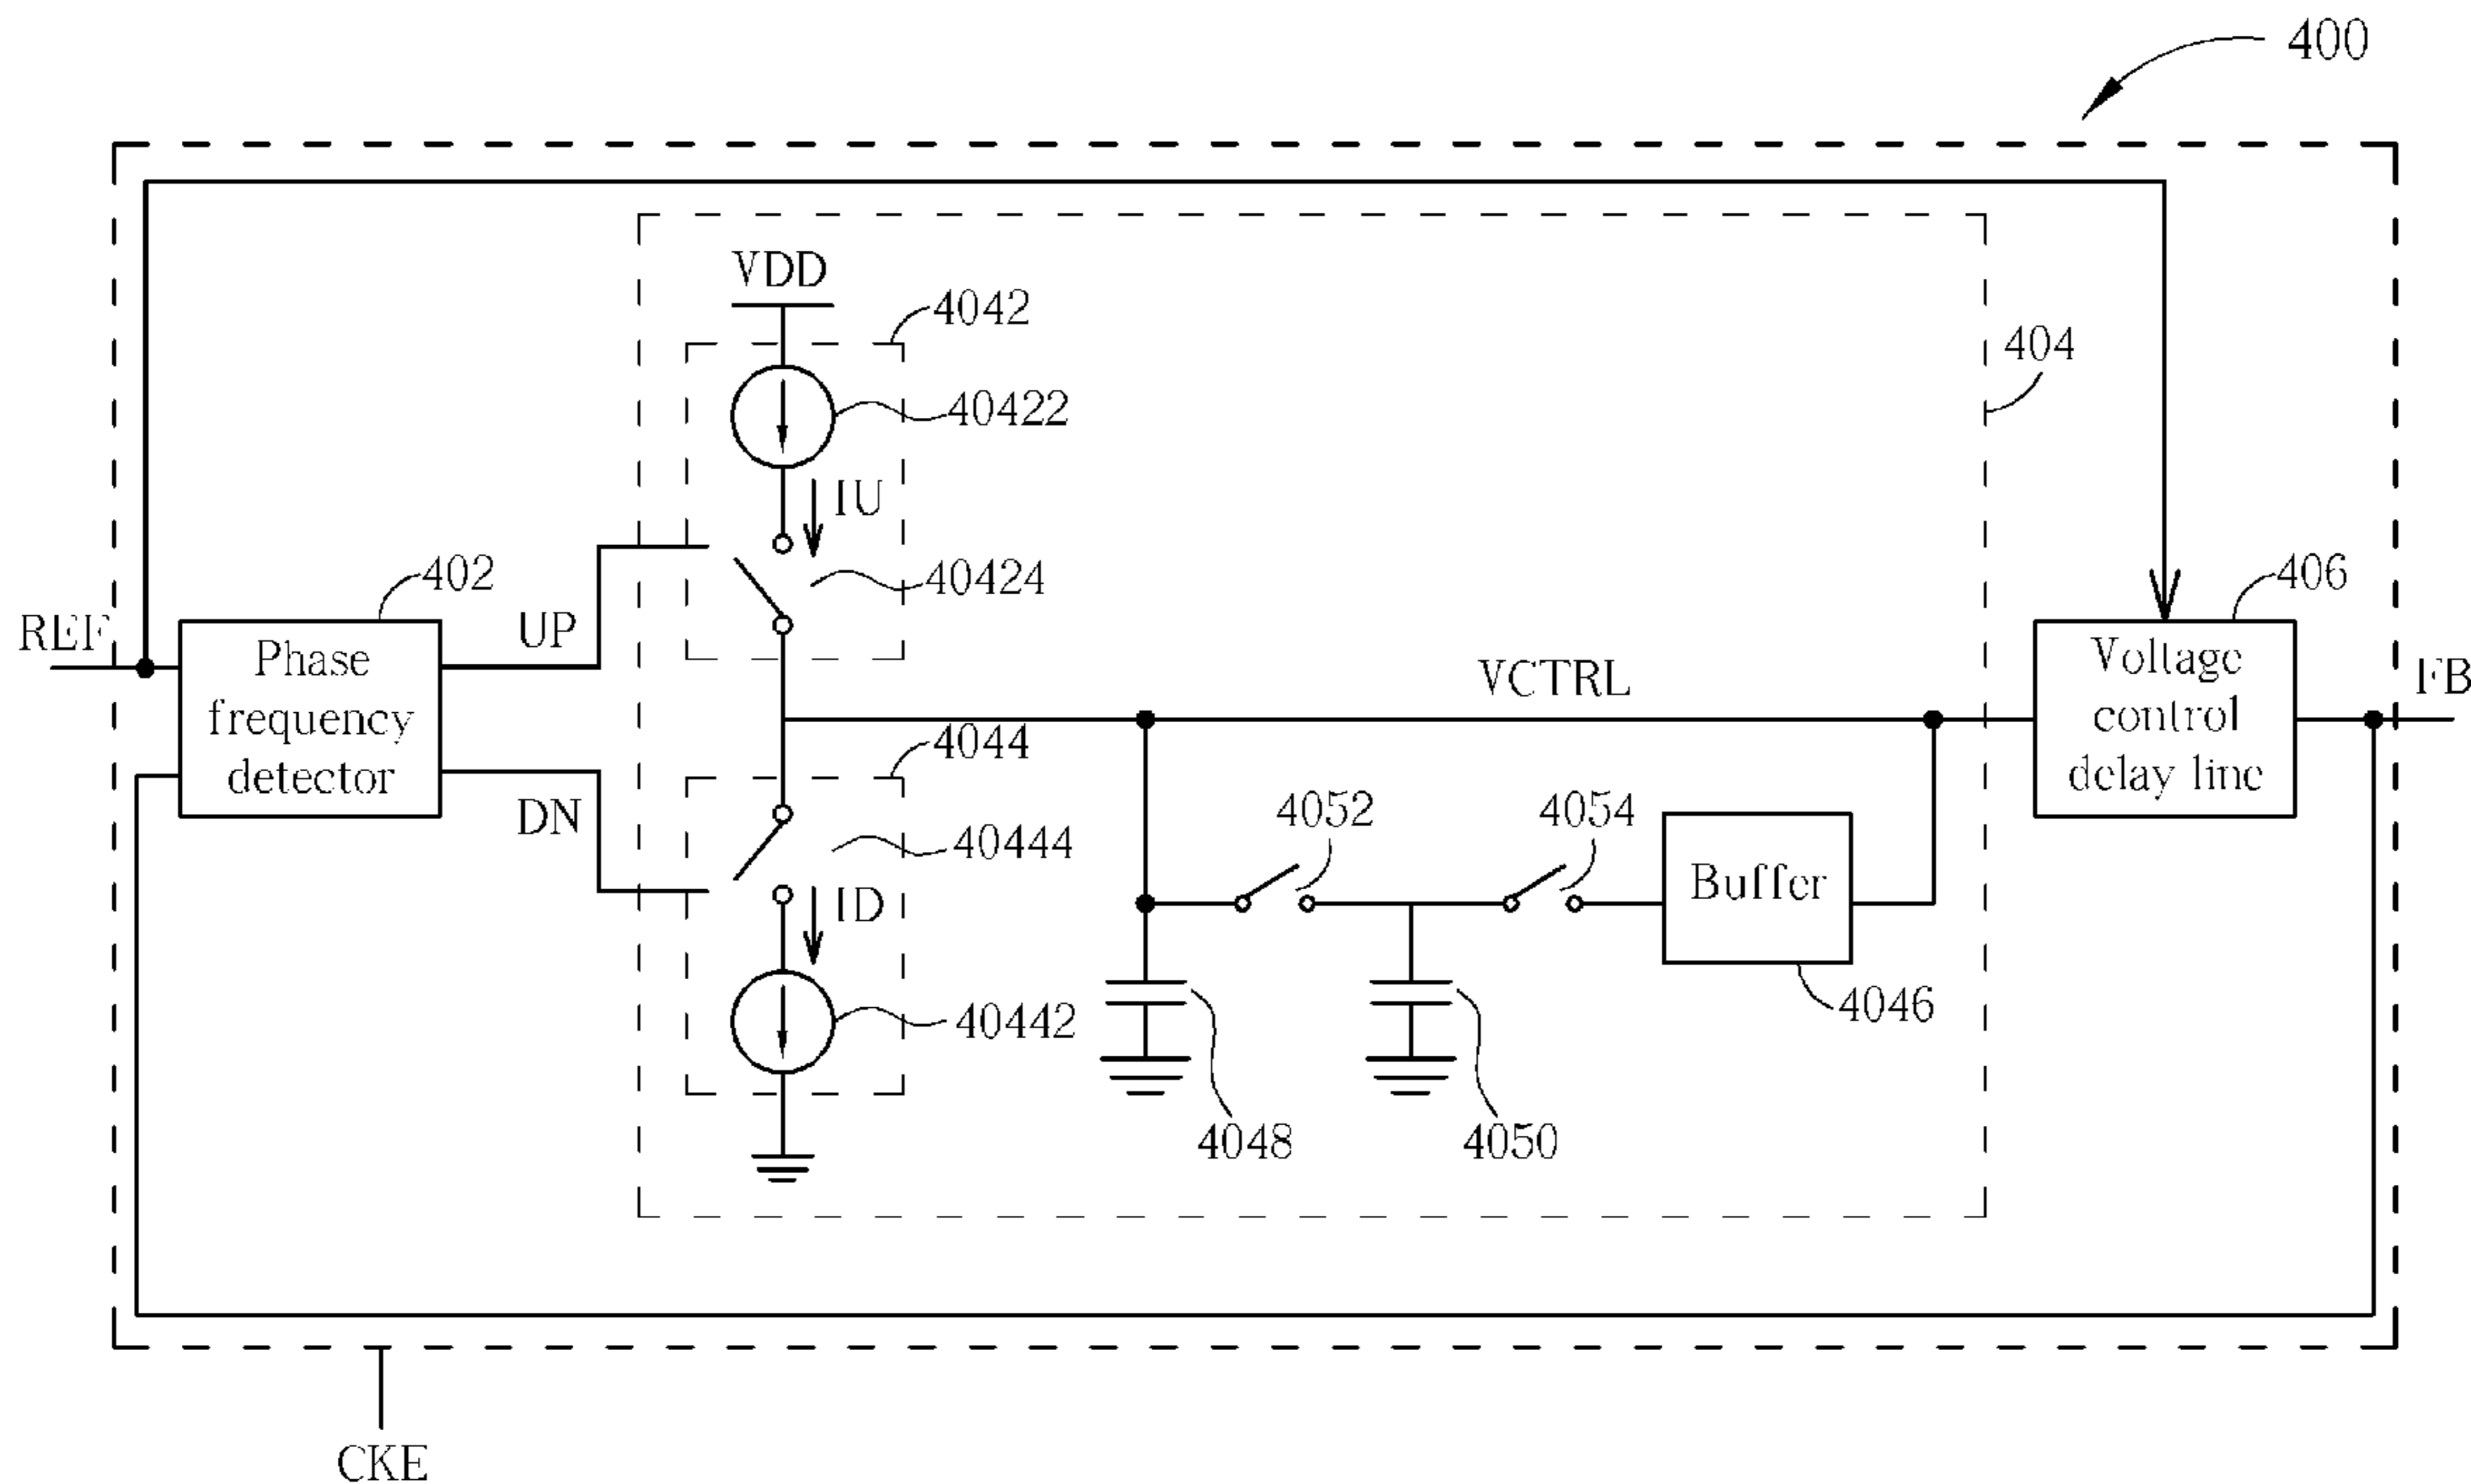 400
VDD
4042
404
40422
IU
402
40424
406
REF
UP
Phase
frequency
detector
VCTRL
Voltage
control
delay line
FB
4044
DN
40444
4052
4054
ID
Buffer
40442
4046
4048
4050
CKE